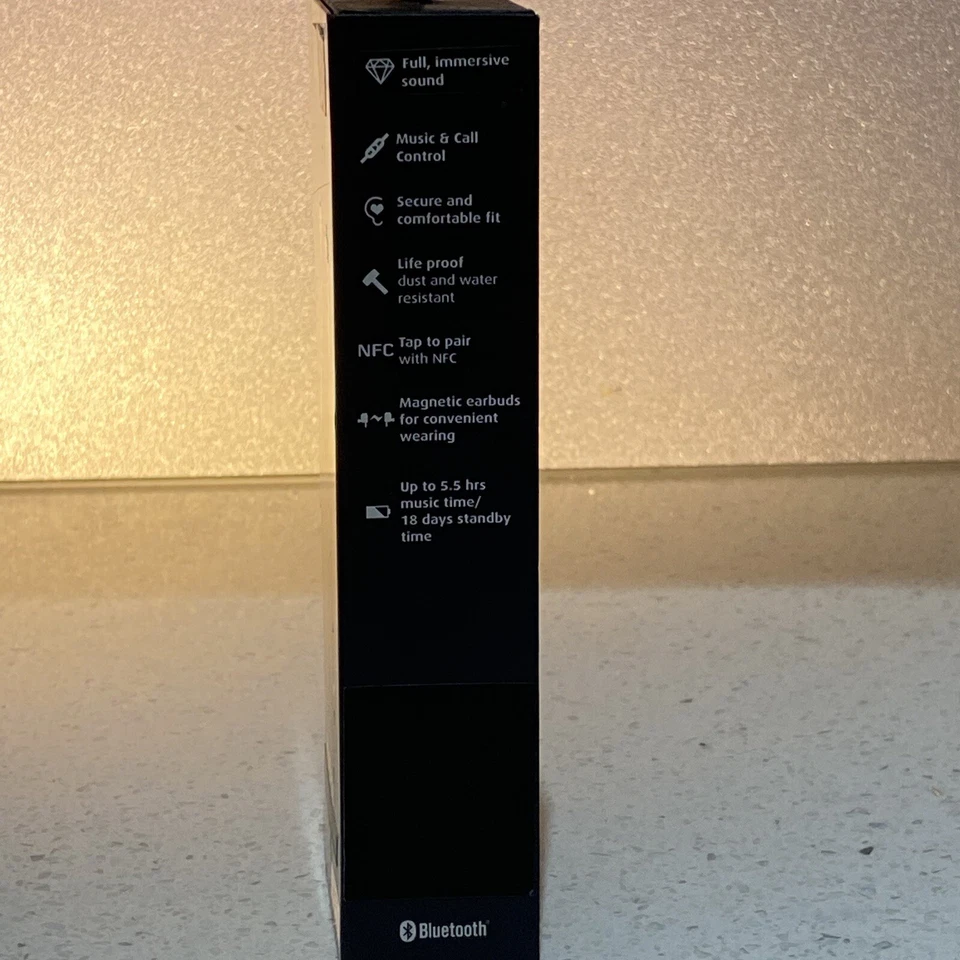 Full, immersive
sound
Music & Call
Control
Secure and
comfortable fit
Life proof
dust and water
resistant
NFC Tap to pair
with NFC
Magnetic earbuds
for convenient
wearing
Up to 5.5 hrs
music time/
18 days standby
time
Bluetooth